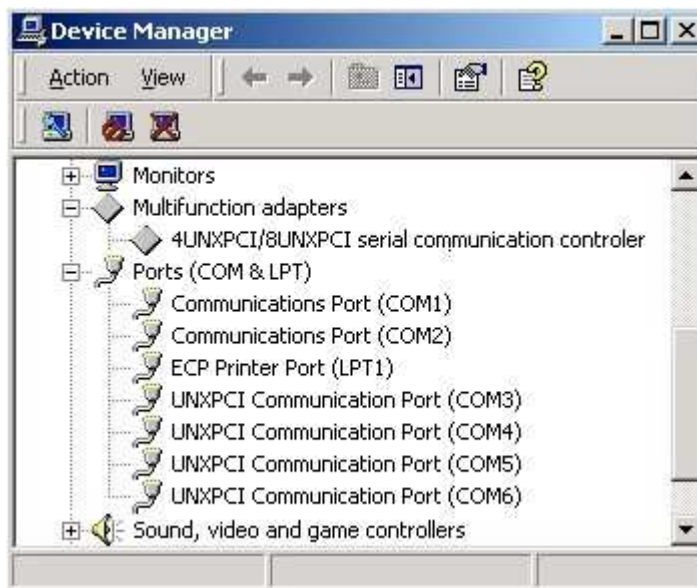 Device Manager
Action View
Monitors
Multifunction adapters
4UNXPCI/8UNXPCI serial communication controler
Ports (COM & LPT)
Communications Port (COM1)
Communications Port (COM2)
ECP Printer Port (LPT1)
UNXPCI Communication Port (COM3)
UNXPCI Communication Port (COM4)
UNXPCI Communication Port (COM5)
UNXPCI Communication Port (COM6)
Sound, video and game controllers